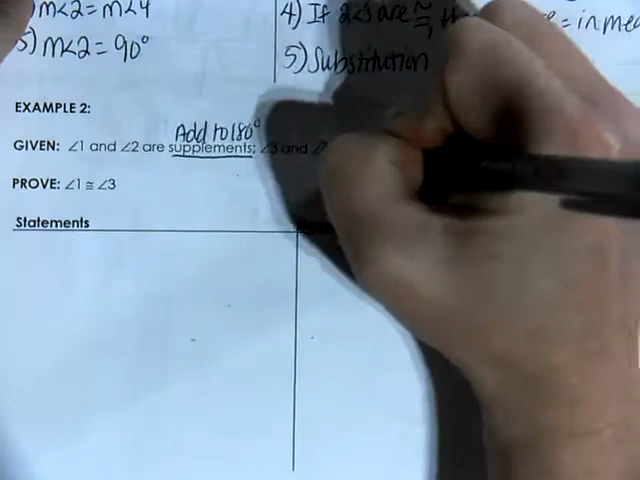 m<2 = m<4
4) If 2<'s are ≅,
= in mea
5) m<2 = 90°
5) Substitution
EXAMPLE 2:
Add to 180°
GIVEN: ∠1 and ∠2 are supplements; ∠3 and
PROVE: ∠1 ≅ ∠3
Statements